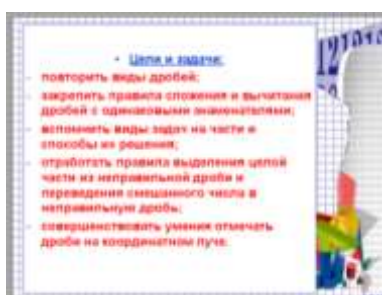 • Цели и задачи:
- повторить виды дробей;
- закрепить правила сложения и вычитания
дробей с одинаковыми знаменателями;
- вспомнить виды задач на части и
способы их решения;
- отработать правила выделения целой
части из неправильной дроби и
переведения смешанного числа в
неправильную дробь;
- совершенствовать умения отмечать
дроби на координатном луче.